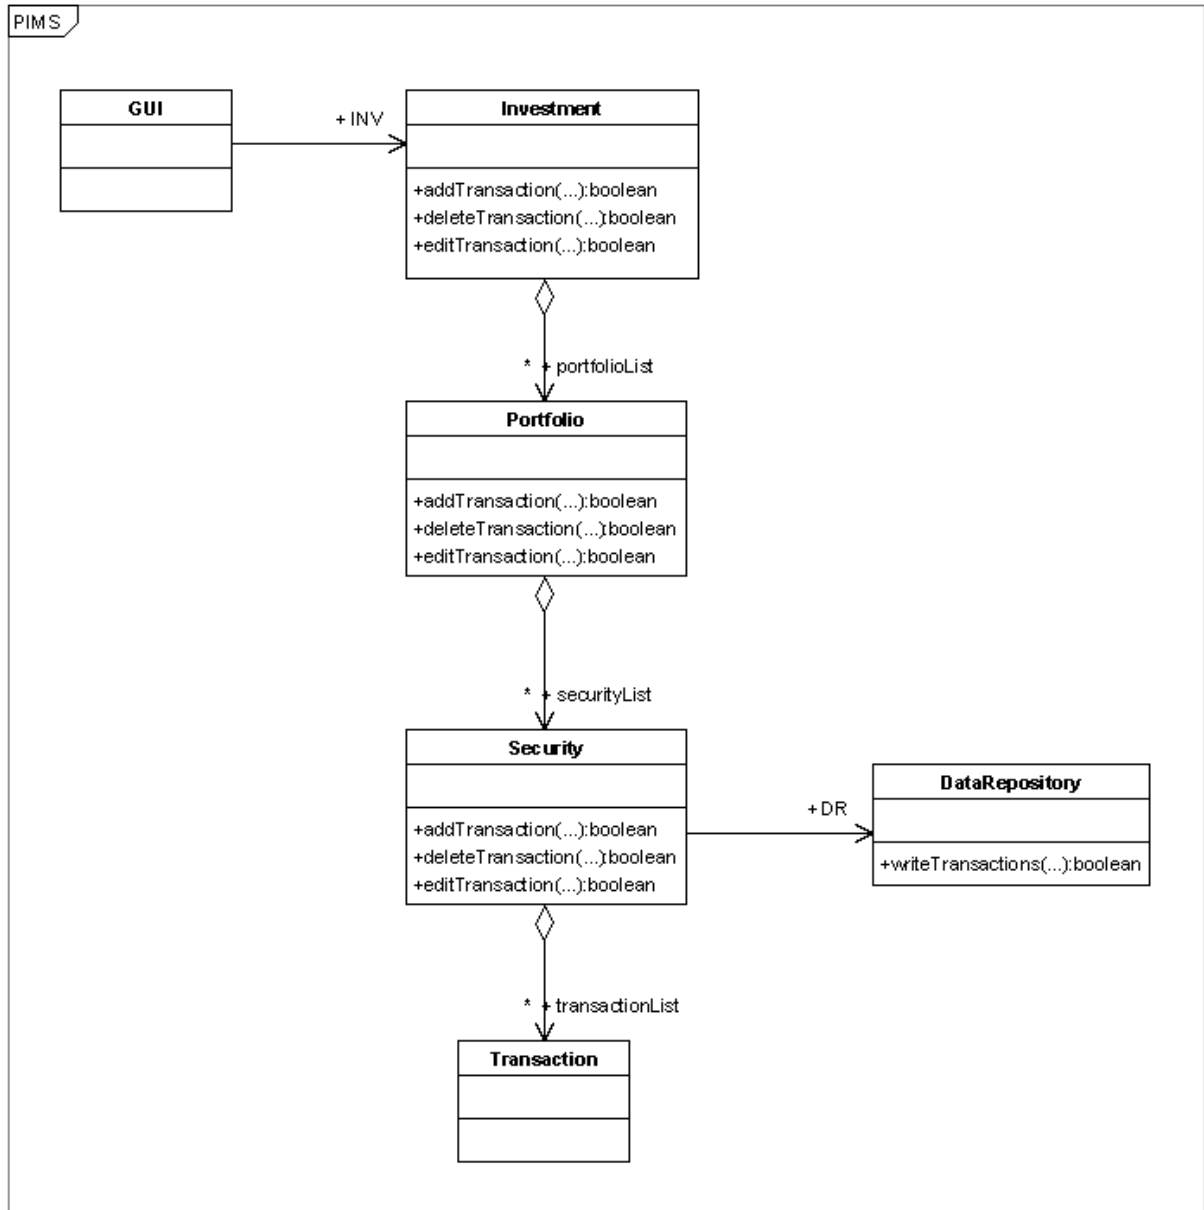 PIMS
GUI
+ INV
Investment
+addTransaction(...):boolean
+deleteTransaction(...):boolean
+editTransaction(...):boolean
* + portfolioList
Portfolio
+addTransaction(...):boolean
+deleteTransaction(...):boolean
+editTransaction(...):boolean
* + securityList
Security
+addTransaction(...):boolean
+deleteTransaction(...):boolean
+editTransaction(...):boolean
+ DR
DataRepository
+writeTransactions(...):boolean
* + transactionList
Transaction